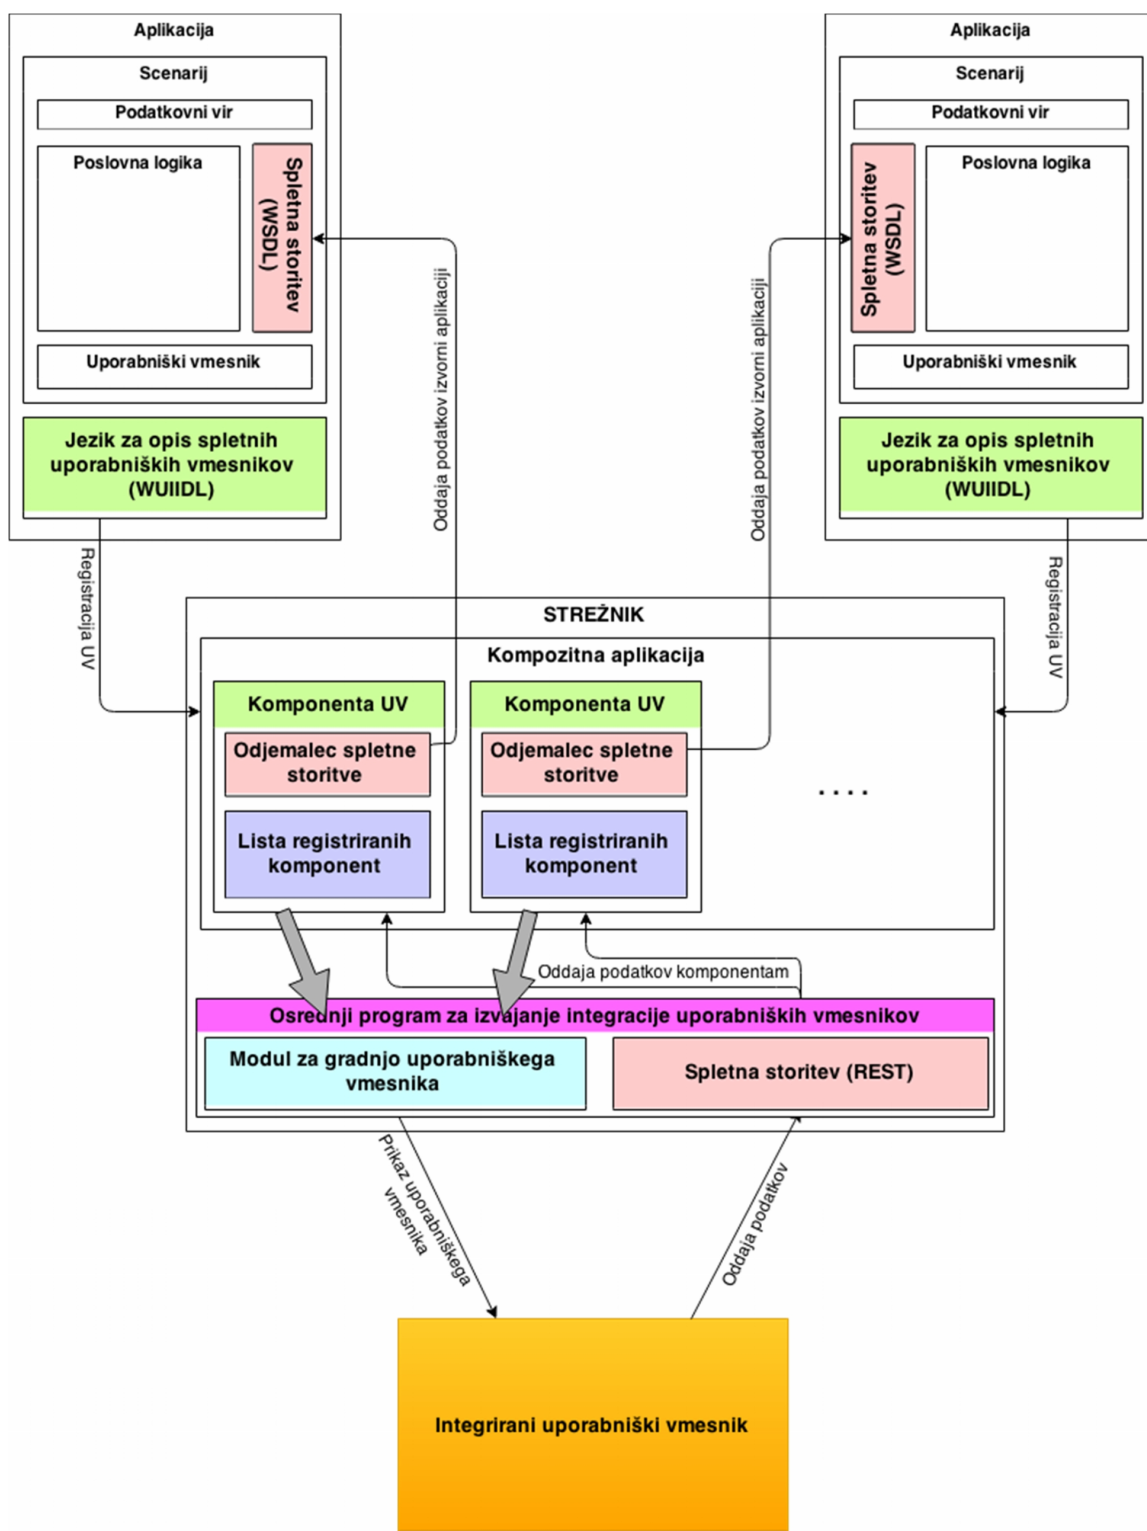 Aplikacija
Scenarij
Podatkovni vir
Poslovna logika
Spletna storitev
(WSDL)
Uporabniški vmesnik
Jezik za opis spletnih
uporabniških vmesnikov
(WUIIDL)
Aplikacija
Scenarij
Podatkovni vir
Spletna storitev
(WSDL)
Poslovna logika
Uporabniški vmesnik
Jezik za opis spletnih
uporabniških vmesnikov
(WUIIDL)
Oddaja podatkov izvorni aplikaciji
Oddaja podatkov izvorni aplikaciji
Registracija UV
Registracija UV
STREŽNIK
Kompozitna aplikacija
Komponenta UV
Odjemalec spletne
storitve
Lista registriranih
komponent
Komponenta UV
Odjemalec spletne
storitve
Lista registriranih
komponent
. . . .
Oddaja podatkov komponentam
Osrednji program za izvajanje integracije uporabniških vmesnikov
Modul za gradnjo uporabniškega
vmesnika
Spletna storitev (REST)
Prikaz uporabniškega
vmesnika
Oddaja podatkov
Integrirani uporabniški vmesnik